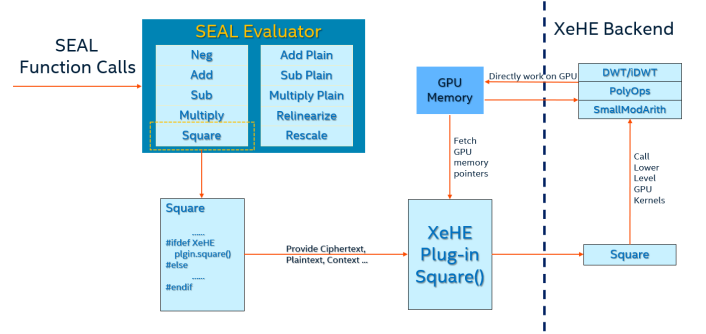 SEAL
Function Calls
SEAL Evaluator
Neg
Add
Sub
Multiply
Square
Add Plain
Sub Plain
Multiply Plain
Relinearize
Rescale
XeHE Backend
GPU
Memory
Directly work on GPU
DWT/iDWT
PolyOps
SmallModArith
Fetch
GPU
memory
pointers
Call
Lower
Level
GPU
Kernels
Square
......
#ifdef XeHE
plgin.square()
#else
......
#endif
Provide Ciphertext,
Plaintext, Context ...
XeHE
Plug-in
Square()
Square